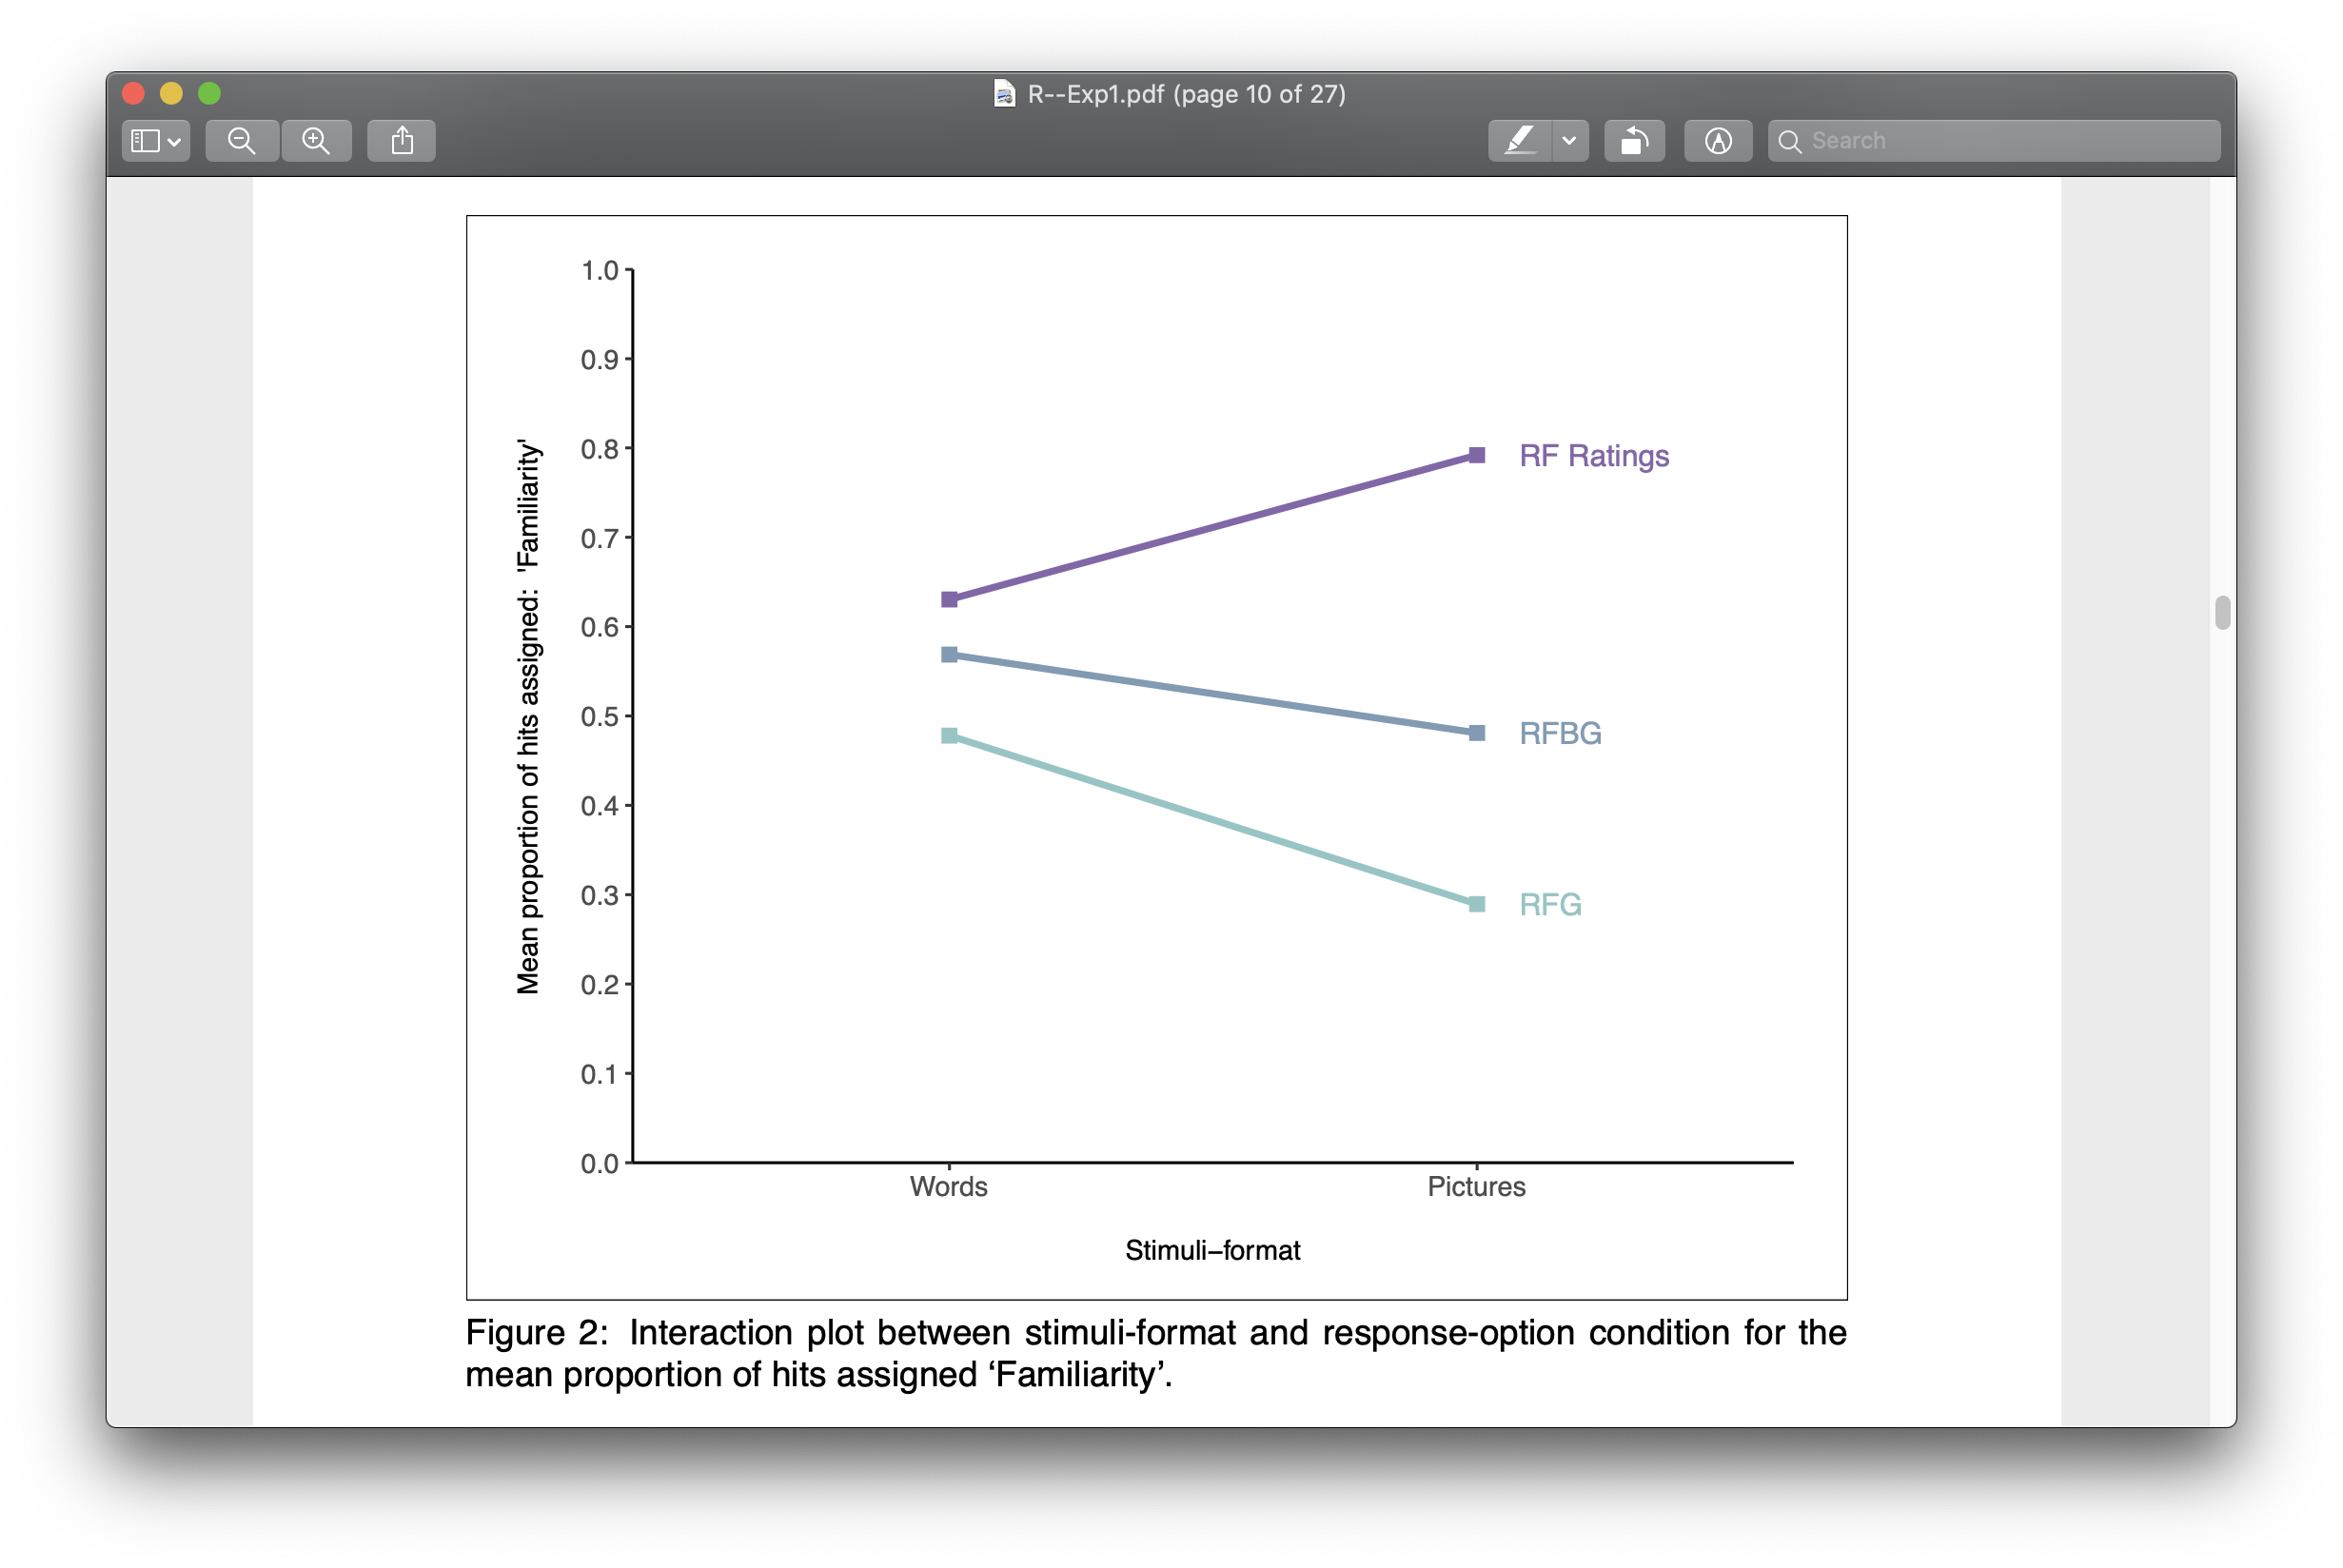 R--Exp1.pdf (page 10 of 27)
Search
1.0
0.9
0.8
0.7
0.6
0.5
0.4
0.3
0.2
0.1
0.0
Mean proportion of hits assigned: 'Familiarity'
RF Ratings
RFBG
RFG
Words
Pictures
Stimuli–format
Figure 2: Interaction plot between stimuli-format and response-option condition for the
mean proportion of hits assigned ‘Familiarity’.